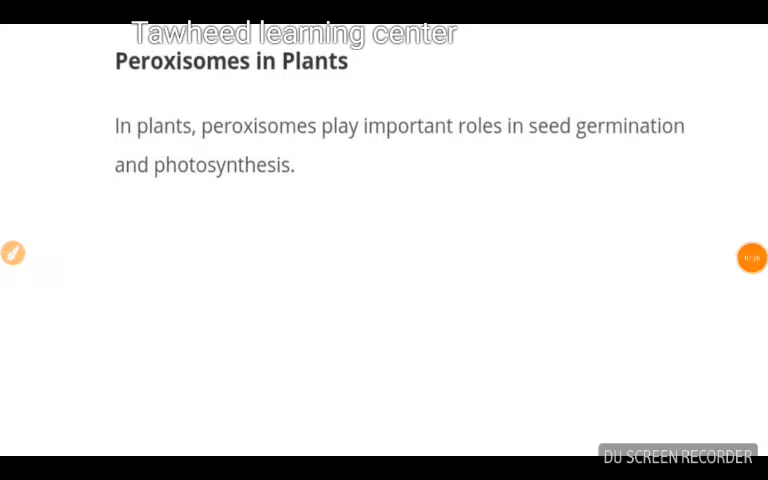 Tawheed learning center
Peroxisomes in Plants
In plants, peroxisomes play important roles in seed germination
and photosynthesis.
DU SCREEN RECORDER